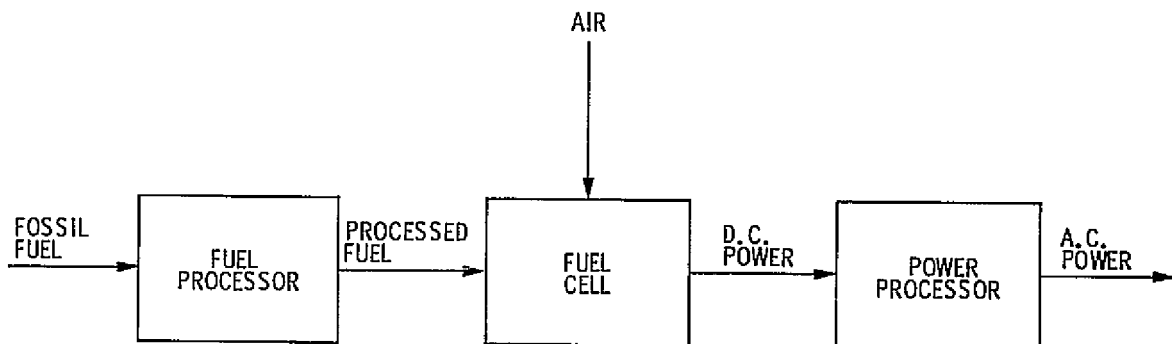 AIR
FOSSIL
FUEL
FUEL
PROCESSOR
PROCESSED
FUEL
FUEL
CELL
D.C.
POWER
POWER
PROCESSOR
A.C.
POWER